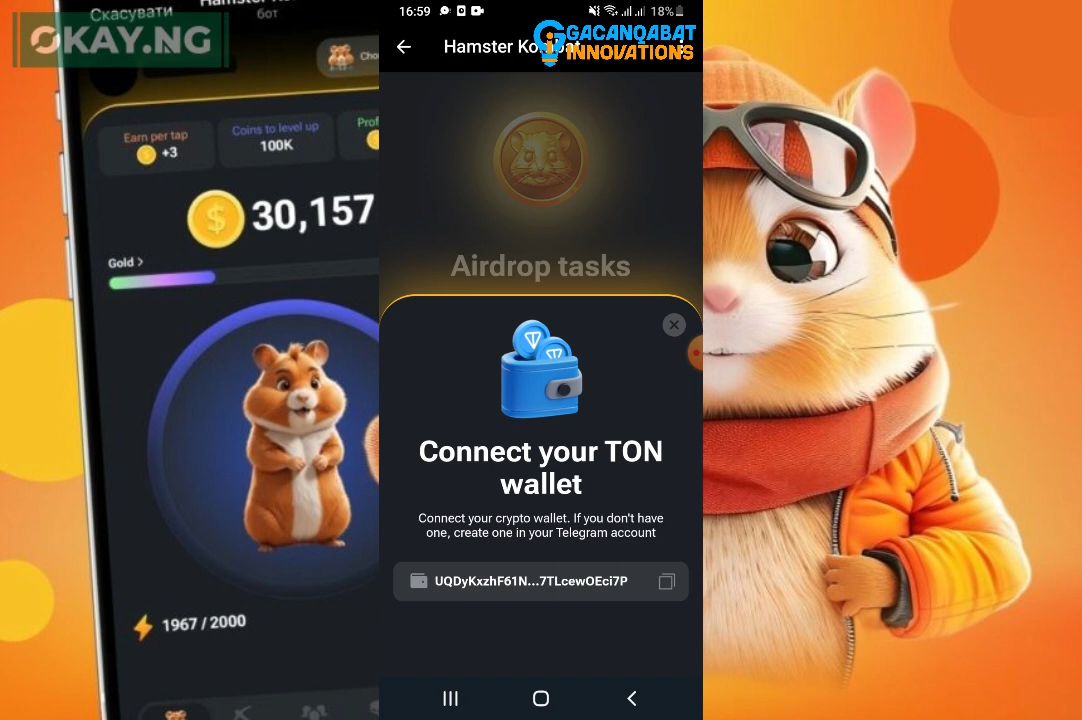 Скасувати
бот
OKAY.NG
Earn per tap
+3
Coins to level up
100K
30,157
Gold >
1967 / 2000
16:59
18%
Hamster Ko
GACANQABAT
INNOVATIONS
Airdrop tasks
Connect your TON
wallet
Connect your crypto wallet. If you don't have
one, create one in your Telegram account
UQDyKxzhF61N...7TLcewOEci7P